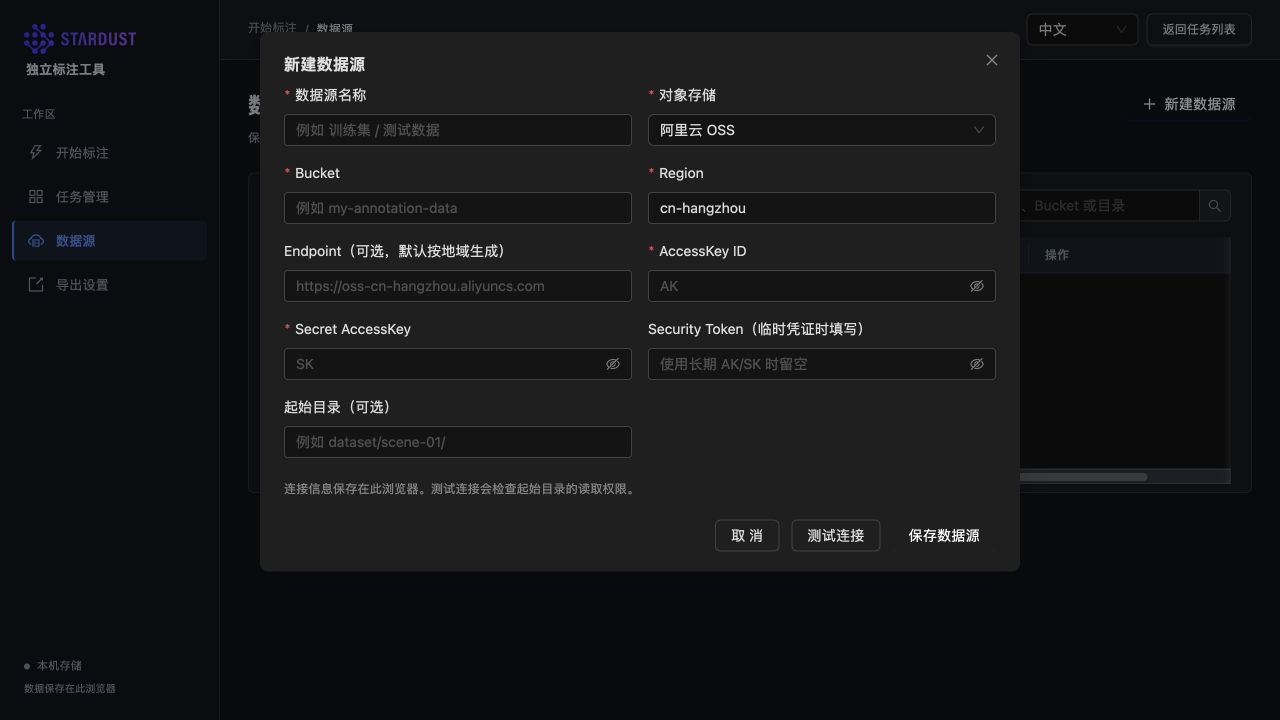 STARDUST
独立标注工具
工作区
开始标注
任务管理
数据源
导出设置
本机存储
数据保存在此浏览器
开始标注 / 数据源
中文
返回任务列表
新建数据源
、Bucket 或目录
操作
新建数据源
* 数据源名称
例如 训练集 / 测试数据
* 对象存储
阿里云 OSS
* Bucket
例如 my-annotation-data
* Region
cn-hangzhou
Endpoint（可选，默认按地域生成）
https://oss-cn-hangzhou.aliyuncs.com
* AccessKey ID
AK
* Secret AccessKey
SK
Security Token（临时凭证时填写）
使用长期 AK/SK 时留空
起始目录（可选）
例如 dataset/scene-01/
连接信息保存在此浏览器。测试连接会检查起始目录的读取权限。
取 消
测试连接
保存数据源